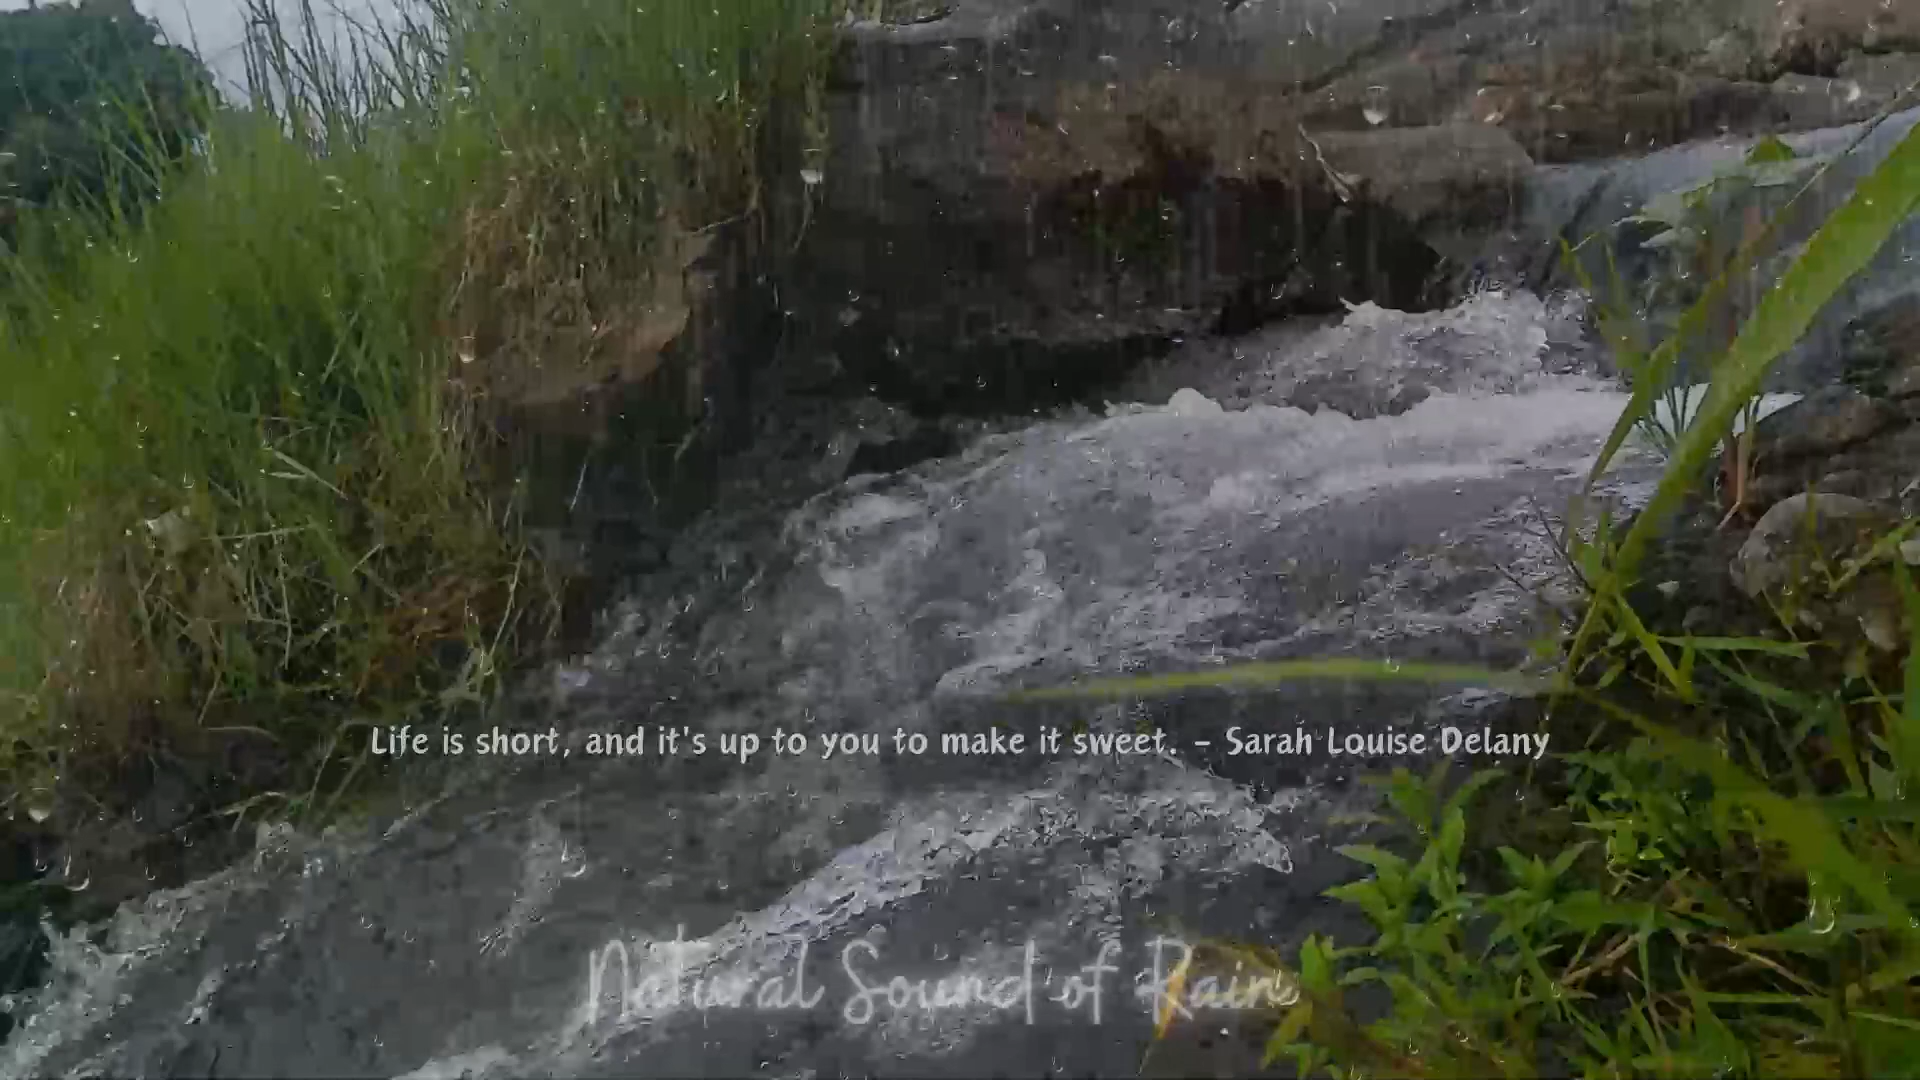 Life is short, and it's up to you to make it sweet. – Sarah Louise Delany
Natural Sound of Rain